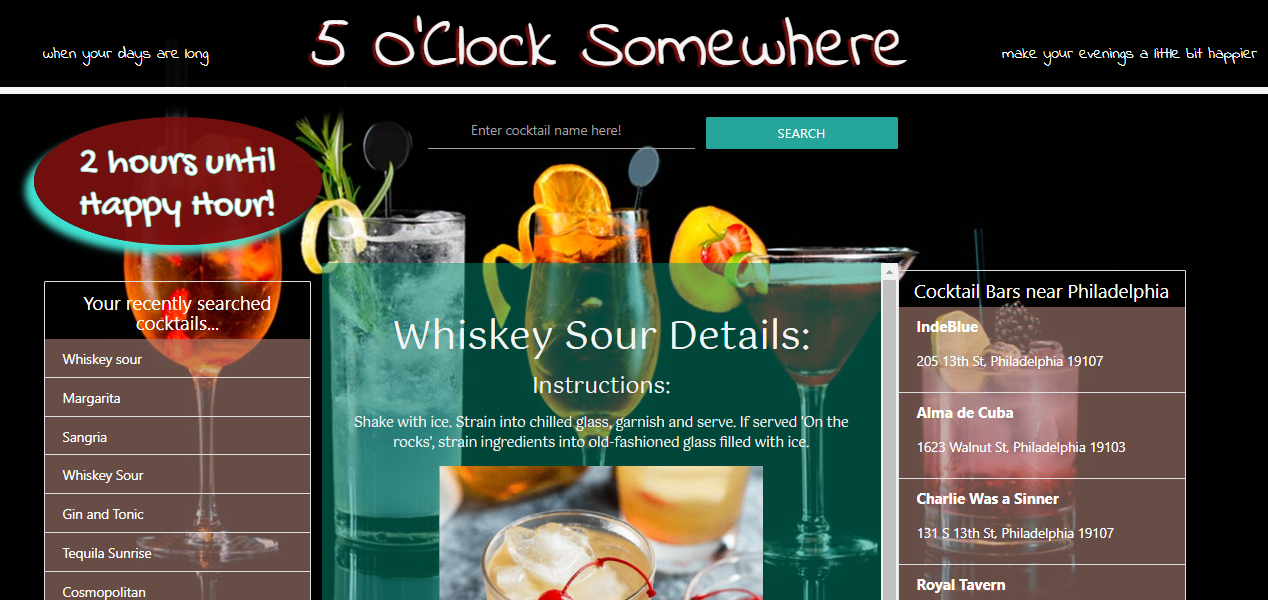 5 O'Clock Somewhere
when your days are long
make your evenings a little bit happier
Enter cocktail name here!
SEARCH
2 hours until
Happy Hour!
Your recently searched
cocktails...
Whiskey sour
Margarita
Sangria
Whiskey Sour
Gin and Tonic
Tequila Sunrise
Cosmopolitan
Whiskey Sour Details:
Instructions:
Shake with ice. Strain into chilled glass, garnish and serve. If served 'On the
rocks', strain ingredients into old-fashioned glass filled with ice.
Cocktail Bars near Philadelphia
IndeBlue
205 13th St, Philadelphia 19107
Alma de Cuba
1623 Walnut St, Philadelphia 19103
Charlie Was a Sinner
131 S 13th St, Philadelphia 19107
Royal Tavern